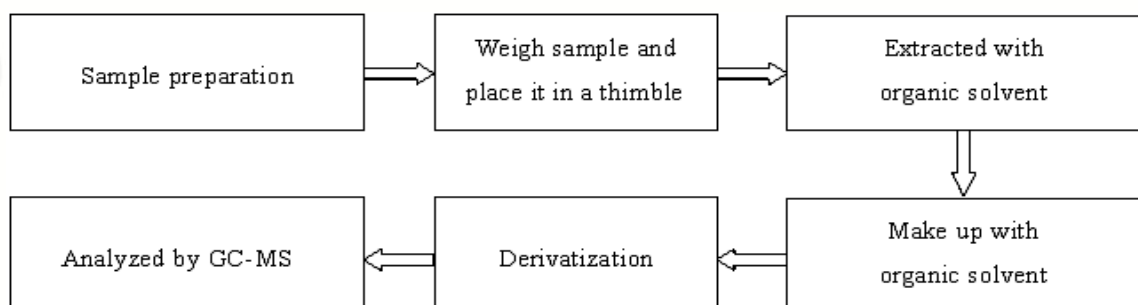 Sample preparation
Weigh sample and
place it in a thimble
Extracted with
organic solvent
Make up with
organic solvent
Derivatization
Analyzed by GC-MS